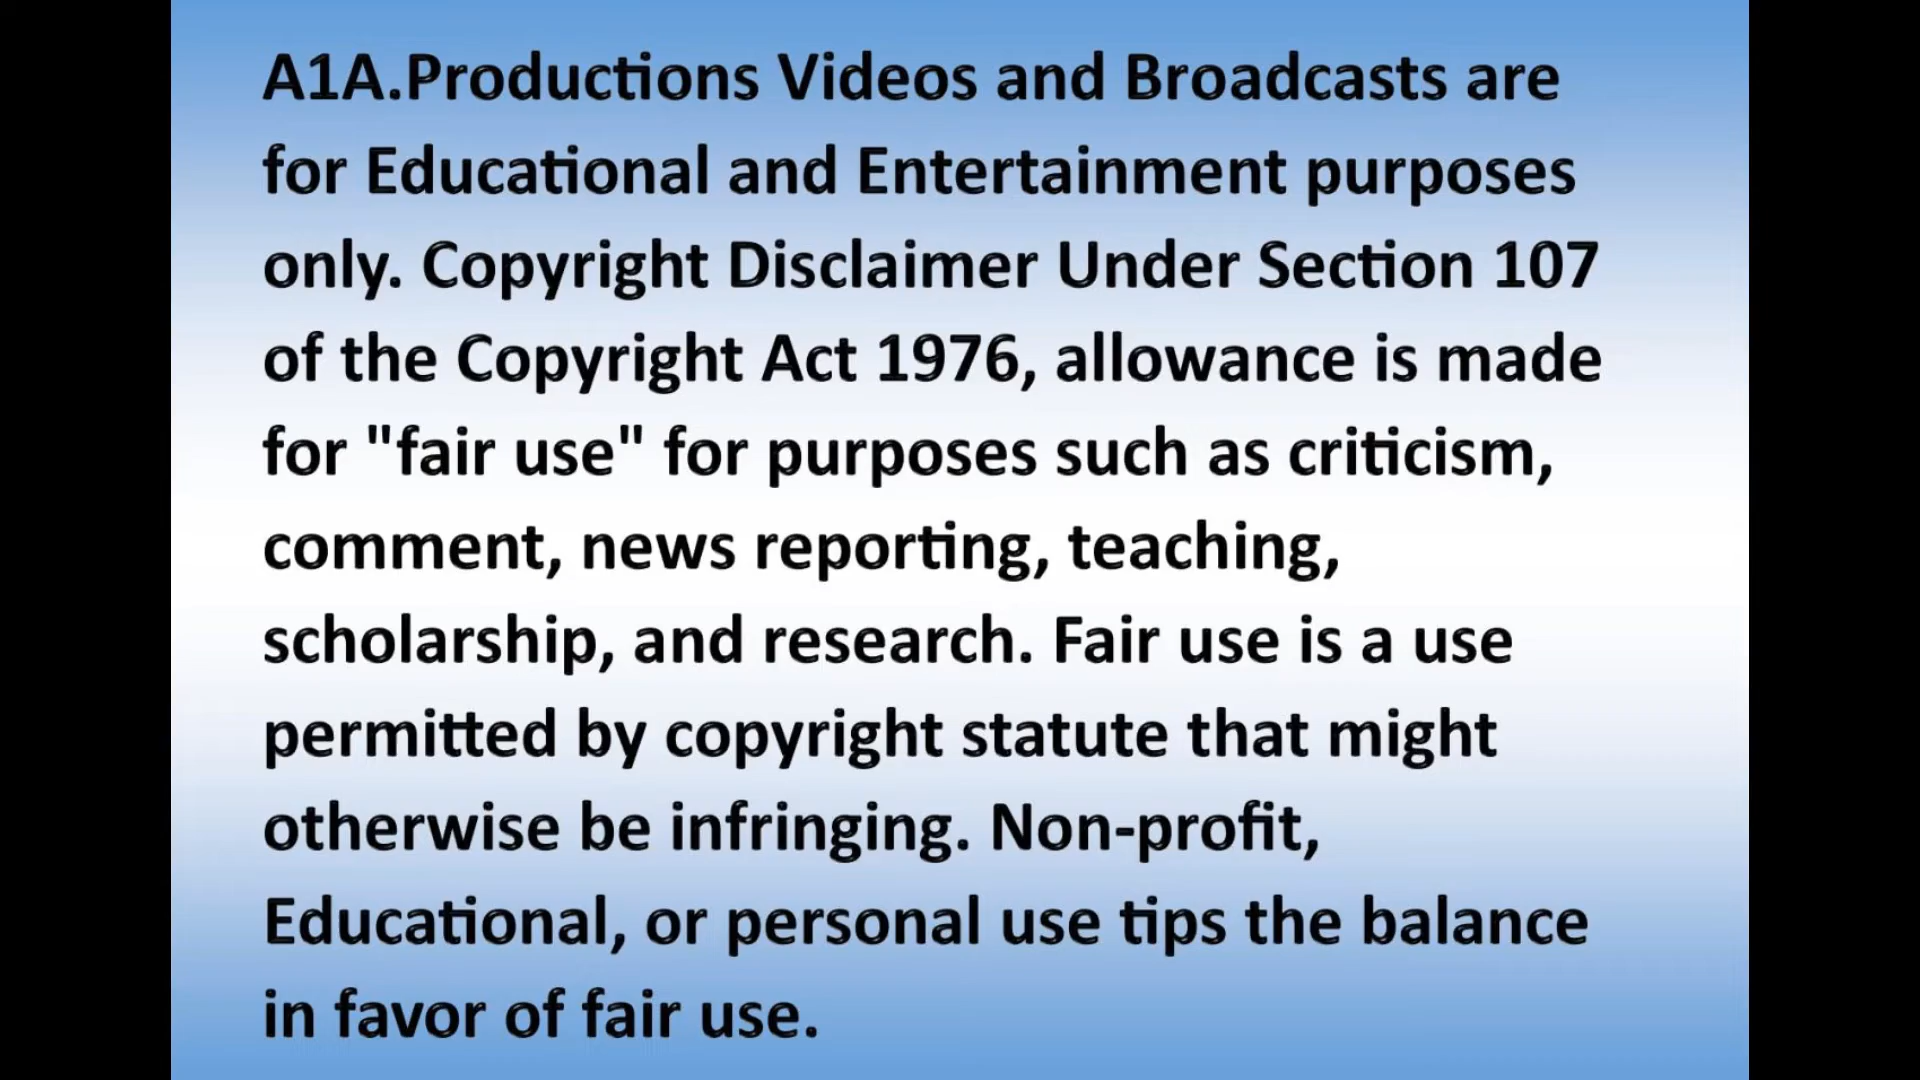 A1A.Productions Videos and Broadcasts are
for Educational and Entertainment purposes
only. Copyright Disclaimer Under Section 107
of the Copyright Act 1976, allowance is made
for "fair use" for purposes such as criticism,
comment, news reporting, teaching,
scholarship, and research. Fair use is a use
permitted by copyright statute that might
otherwise be infringing. Non-profit,
Educational, or personal use tips the balance
in favor of fair use.